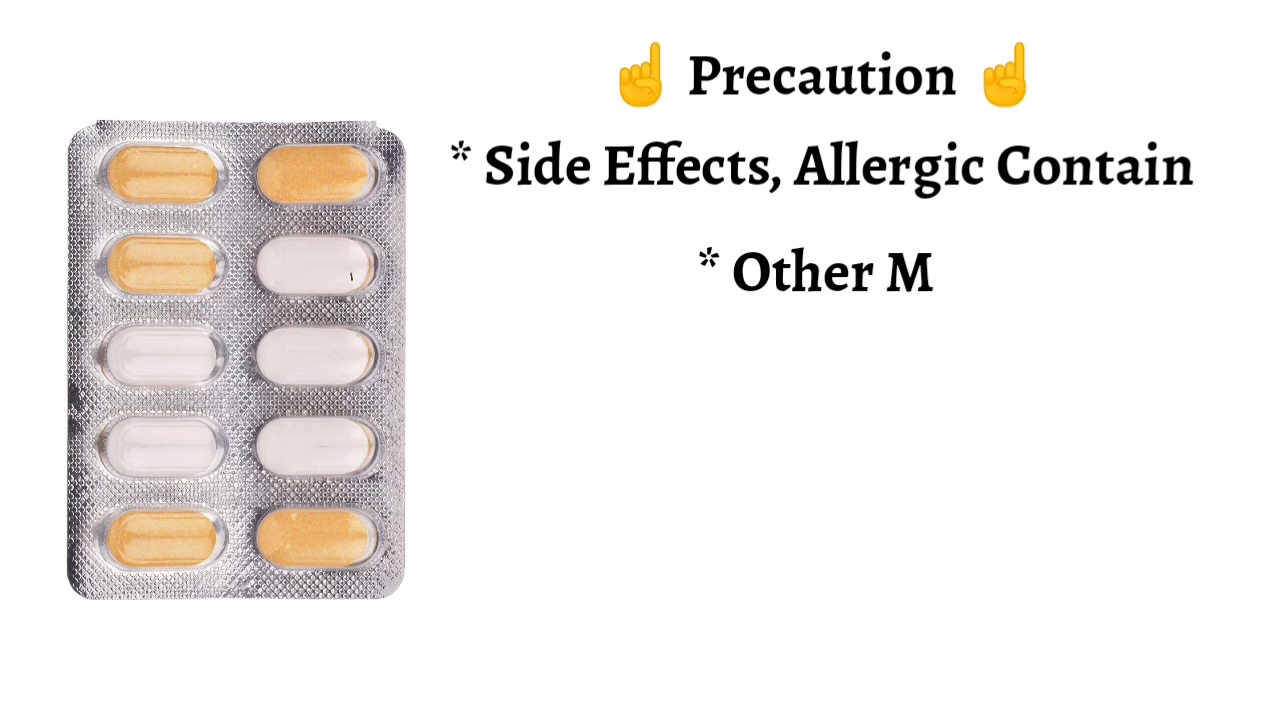 ☝ Precaution ☝
* Side Effects, Allergic Contain
* Other M